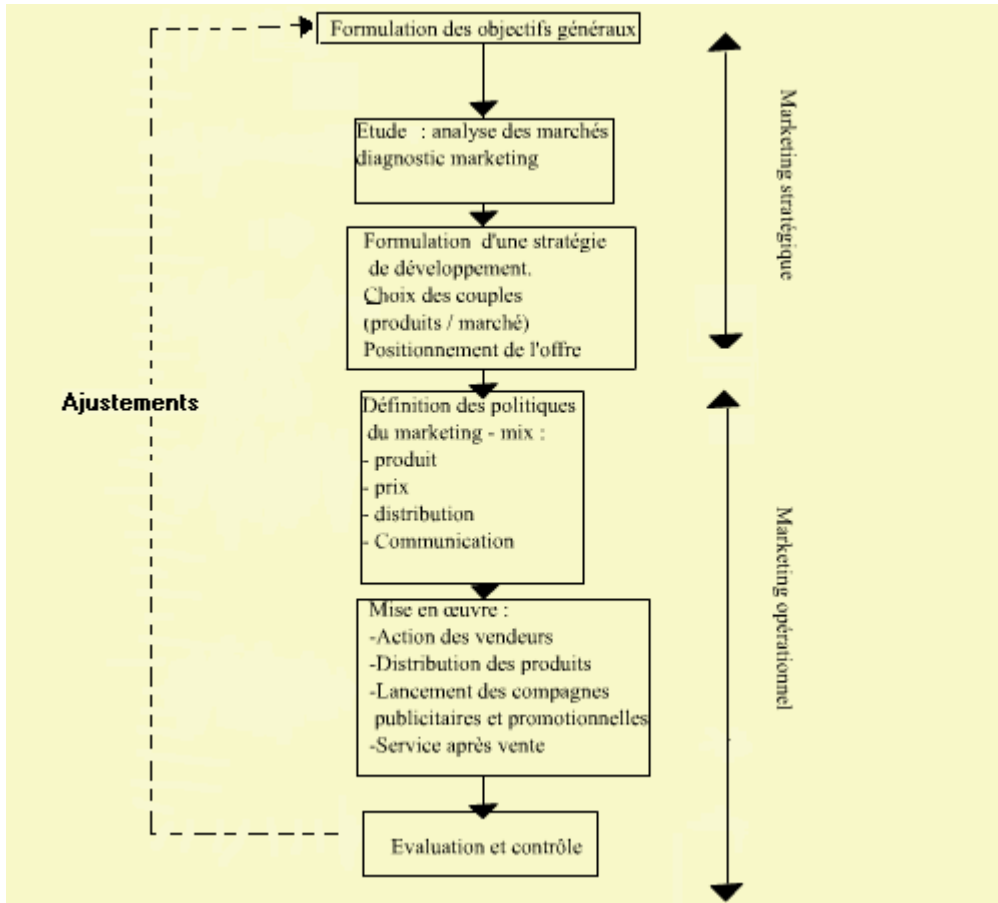 Formulation des objectifs généraux
Etude : analyse des marchés
diagnostic marketing
Formulation d'une stratégie
de développement.
Choix des couples
(produits / marché)
Positionnement de l'offre
Définition des politiques
du marketing - mix :
- produit
- prix
- distribution
- Communication
Mise en œuvre :
-Action des vendeurs
-Distribution des produits
-Lancement des compagnes
publicitaires et promotionnelles
-Service après vente
Evaluation et contrôle
Ajustements
Marketing stratégique
Marketing opérationnel